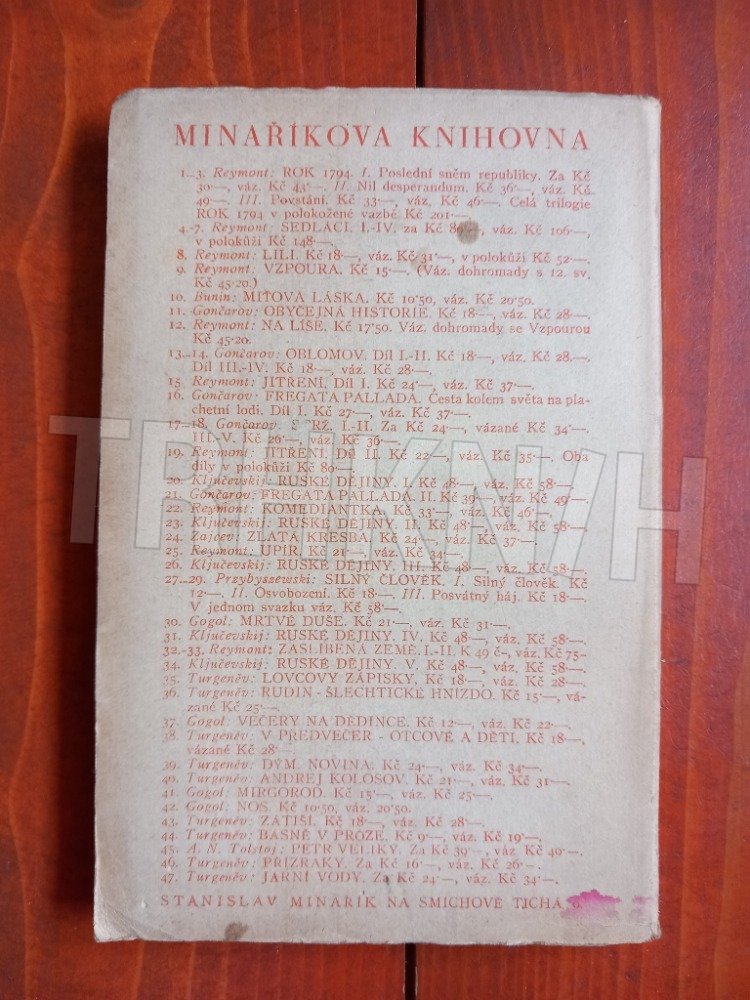 MINAŘÍKOVA KNIHOVNA
1.–3. Reymont: ROK 1794. I. Poslední sněm republiky. Za Kč
30·—, váz. Kč 43·—. II. Nil desperandum. Kč 36·—, váz. Kč
49·—. III. Povstání. Kč 33·—, váz. Kč 46·—. Celá trilogie
ROK 1794 v polokožené vazbě Kč 201·—
4.-7. Reymont: SEDLÁCI. I.-IV. za Kč váz. Kč 106·—,
v polokůži Kč 148·—.
8. Reymont: LILI. Kč 18·—, váz. Kč 31·—, v polokůži Kč 52·—.
9. Reymont: VZPOURA. Kč 15·—. (Váz. dohromady s 12. sv.
Kč 45·20.)
10. Bunin: MÍŤOVA LÁSKA. Kč 10·50, váz. Kč 20·50.
11. Gončarov: OBYČEJNÁ HISTORIE. Kč 18·—, váz. Kč 28·—.
12. Reymont: NA LÍŠE. Kč 17·50. Váz. dohromady se Vzpourou
Kč 45·20.
13.–14. Gončarov: OBLOMOV. Díl I.-II. Kč 18·—, váz. Kč 28·—.
Díl III.-IV. Kč 18·—, váz. Kč 28·—.
15. Reymont: JITŘENÍ. Díl I. Kč 24·—, váz. Kč 37·—.
16. Gončarov: FREGATA PALLADA. Cesta kolem světa na pla-
chetní lodi. Díl I. Kč 27·—, váz. Kč 37·—.
17.–18. Gončarov: STRŽ. I.-II. Za Kč 24·—, vázané Kč 34·—.
III.-V. Kč 26·—, váz. Kč 36·—.
19. Reymont: JITŘENÍ. Díl II. Kč 22·—, váz. Kč 35·—. Oba
díly v polokůži Kč 80·—.
20. Ključevskij: RUSKÉ DĚJINY. I. Kč 48·—, váz. Kč 58·—.
21. Gončarov: FREGATA PALLADA. II. Kč 39·—, váz. Kč 49·—.
22. Reymont: KOMEDIANTKA. Kč 33·—, váz. Kč 46·—.
23. Ključevskij: RUSKÉ DĚJINY. II. Kč 48·—, váz. Kč 58·—.
24. Zajcev: ZLATÁ KRESBA. Kč 24·—, váz. Kč 37·—.
25. Reymont: UPÍR. Kč 21·—, váz. Kč 34·—.
26. Ključevskij: RUSKÉ DĚJINY. III. Kč 48·—, váz. Kč 58·—.
27.–29. Przybyszewski: SILNÝ ČLOVĚK. I. Silný člověk. Kč
12·—. II. Osvobození. Kč 18·—. III. Posvátný háj. Kč 18·—.
V jednom svazku váz. Kč 58·—.
30. Gogol: MRTVÉ DUŠE. Kč 21·—, váz. Kč 31·—.
31. Ključevskij: RUSKÉ DĚJINY. IV. Kč 48·—, váz. Kč 58·—.
32.-33. Reymont: ZASLÍBENÁ ZEMĚ. I.-II. K 49 č-, váz. Kč 75-
34. Ključevskij: RUSKÉ DĚJINY. V. Kč 48·—, váz. Kč 58·—.
35. Turgeněv: LOVCOVY ZÁPISKY. Kč 18·—, váz. Kč 28·—.
36. Turgeněv: RUDIN - ŠLECHTICKÉ HNÍZDO. Kč 15·—, vá-
zané Kč 25·—.
37. Gogol: VEČERY NA DĚDINCE. Kč 12·—, váz. Kč 22·—.
38. Turgeněv: V PŘEDVEČER - OTCOVÉ A DĚTI. Kč 18·—,
vázané Kč 28·—.
39. Turgeněv: DÝM. NOVINA. Kč 24·—, váz. Kč 34·—.
40. Turgeněv: ANDREJ KOLOSOV. Kč 21·—, váz. Kč 31·—.
41. Gogol: MIRGOROD. Kč 15·—, váz. Kč 25·—.
42. Gogol: NOS. Kč 10·50, váz. 20·50.
43. Turgeněv: ZÁTIŠÍ. Kč 18·—, váz. Kč 28·—.
44. Turgeněv: BÁSNĚ V PRÓZE. Kč 9·—, váz. Kč 19·—.
45. A. N. Tolstoj: PETR VELIKÝ. Za Kč 39·—, váz. Kč 49·—.
46. Turgeněv: PŘÍZRAKY. Za Kč 16·—, váz. Kč 26·—.
47. Turgeněv: JARNÍ VODY. Za Kč 24·—, váz. Kč 34·—.
STANISLAV MINAŘÍK NA SMÍCHOVĚ TICHÁ
TRHKNIH